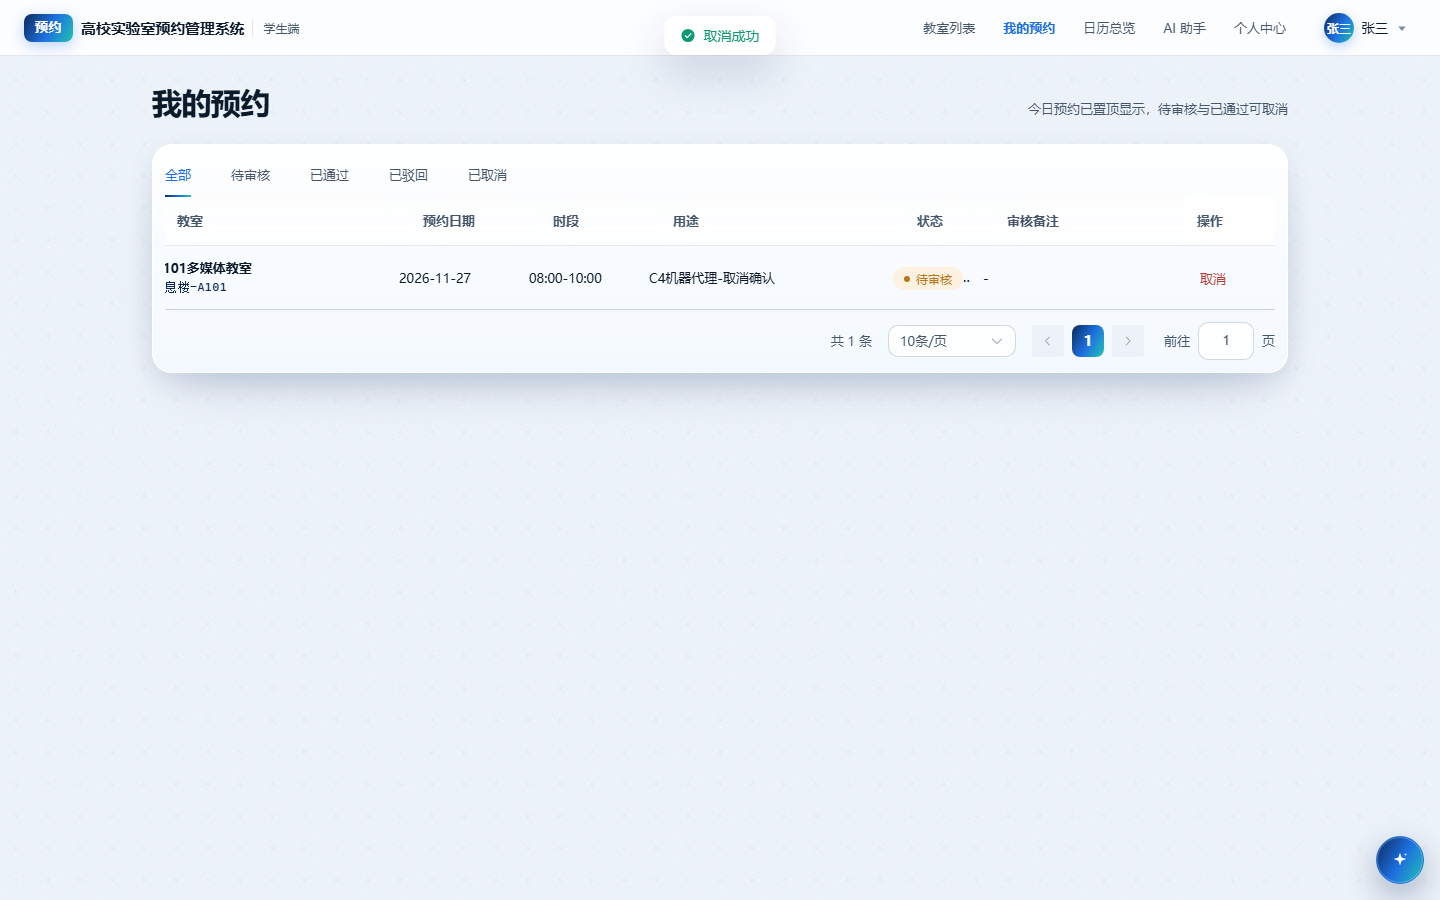 预约 高校实验室预约管理系统 学生端 取消成功 教室列表 我的预约 日历总览 AI 助手 个人中心 张三 张三
我的预约
今日预约已置顶显示，待审核与已通过可取消
全部 待审核 已通过 已驳回 已取消
教室 预约日期 时段 用途 状态 审核备注 操作
101多媒体教室
息楼-A101
2026-11-27 08:00-10:00 C4机器代理-取消确认 待审核 .. - 取消
共 1 条 10条/页 1 前往 1 页